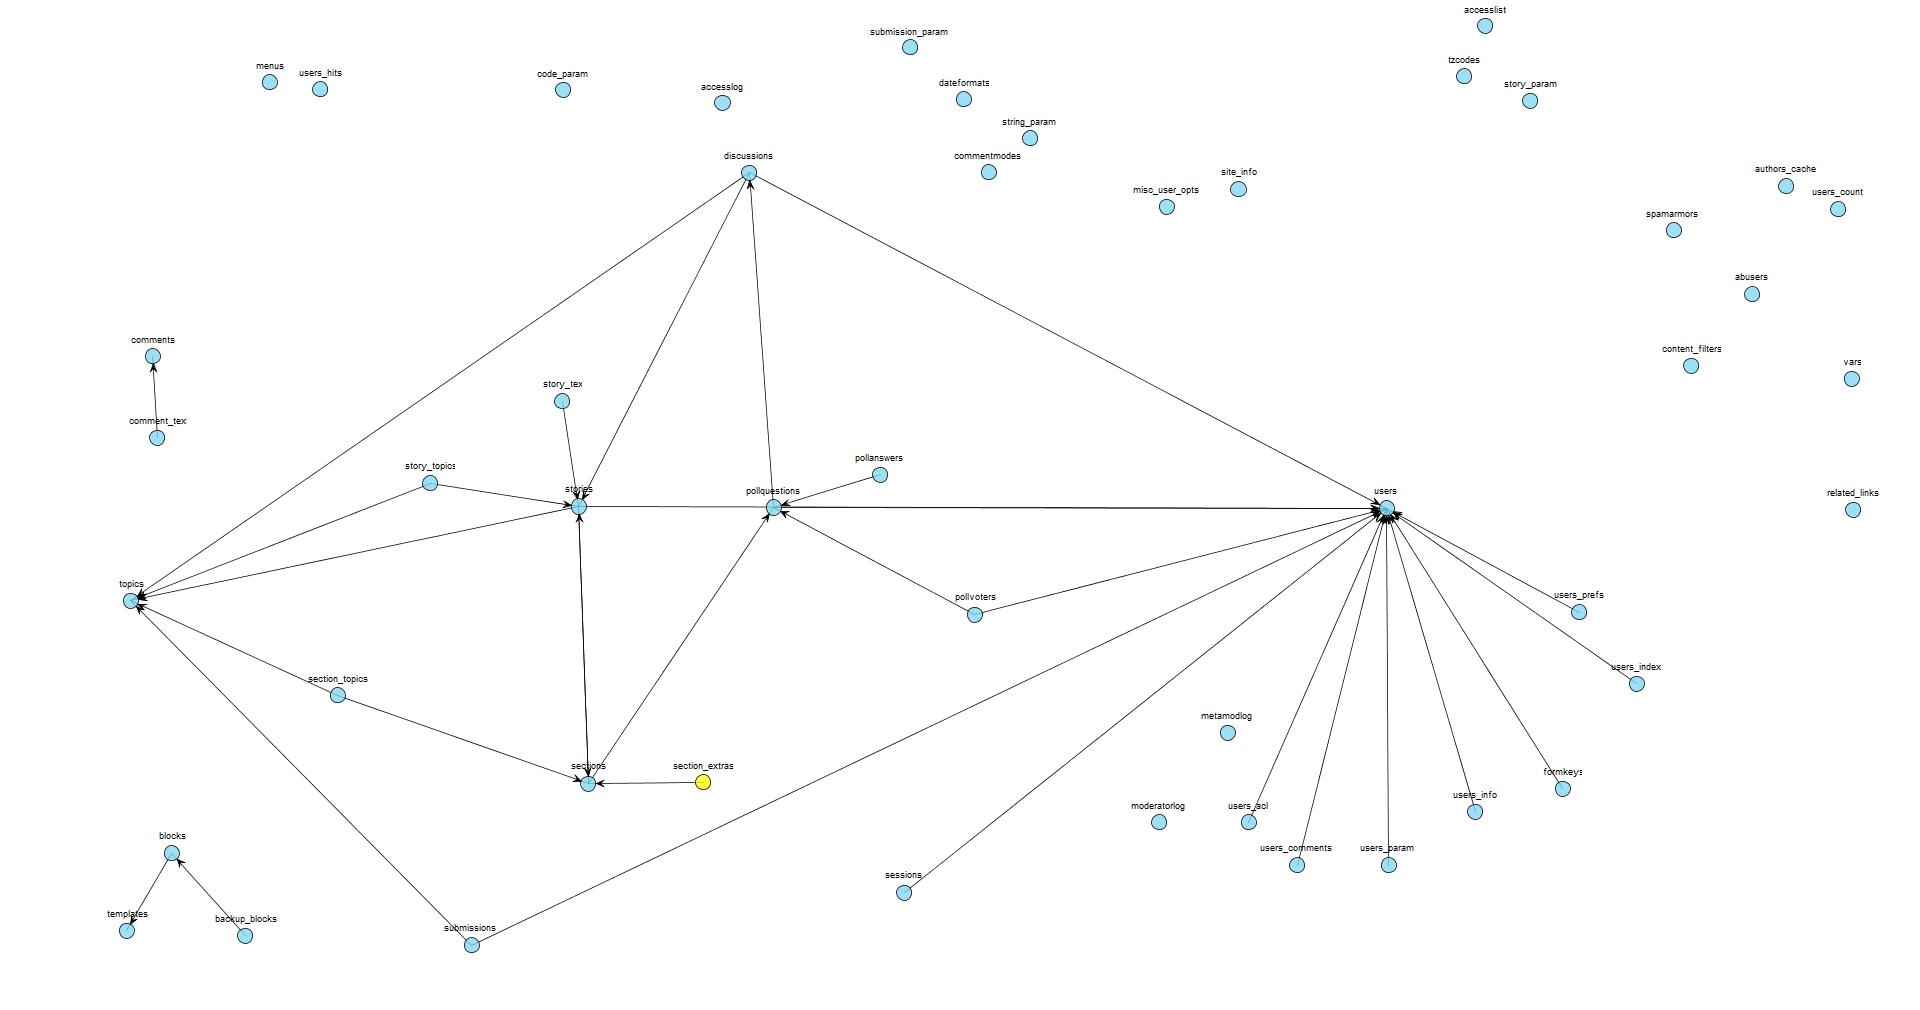 accesslist
submission_param
tzcodes
menus
users_hits
code_param
accesslog
dateformats
story_param
string_param
discussions
commentmodes
site_info
misc_user_opts
authors_cache
users_count
spamarmors
abusers
comments
content_filters
vars
story_tex
comment_tex
story_topics
pollanswers
stories
pollquestions
users
related_links
topics
pollvoters
users_prefs
section_topics
users_index
metamodlog
sections
section_extras
formkeys
users_info
moderatorlog
users_acl
blocks
users_comments
users_param
sessions
templates
backup_blocks
submissions